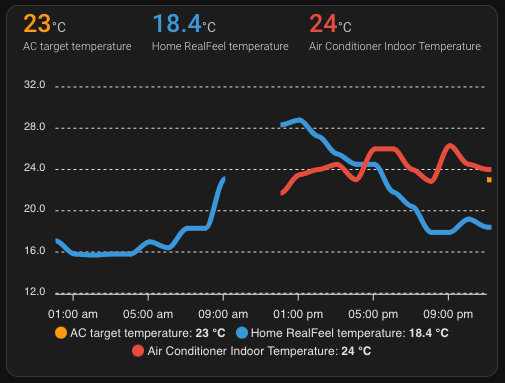 23°C 18.4°C 24°C
AC target temperature Home RealFeel temperature Air Conditioner Indoor Temperature
32.0
28.0
24.0
20.0
16.0
12.0
01:00 am 05:00 am 09:00 am 01:00 pm 05:00 pm 09:00 pm
AC target temperature: 23 °C Home RealFeel temperature: 18.4 °C
Air Conditioner Indoor Temperature: 24 °C